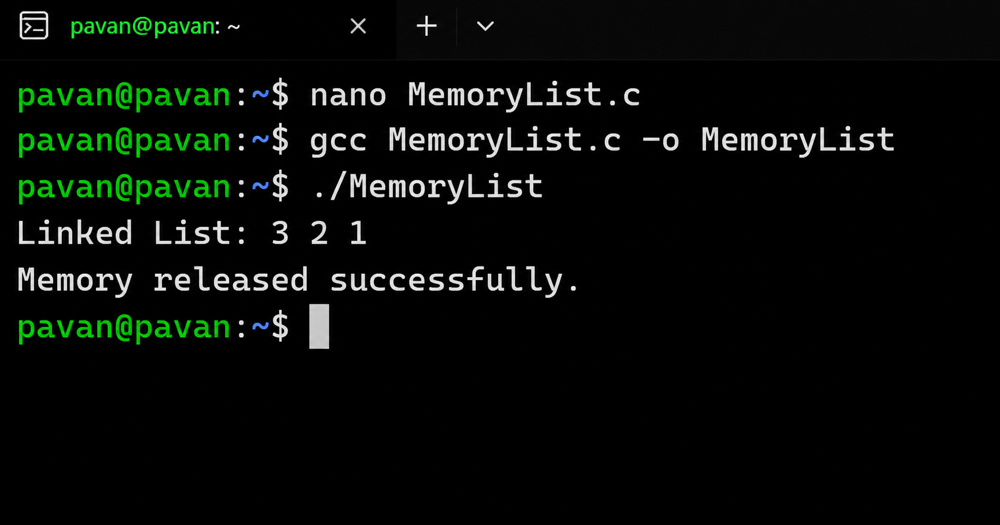 pavan@pavan: ~
pavan@pavan:~$ nano MemoryList.c
pavan@pavan:~$ gcc MemoryList.c -o MemoryList
pavan@pavan:~$ ./MemoryList
Linked List: 3 2 1
Memory released successfully.
pavan@pavan:~$